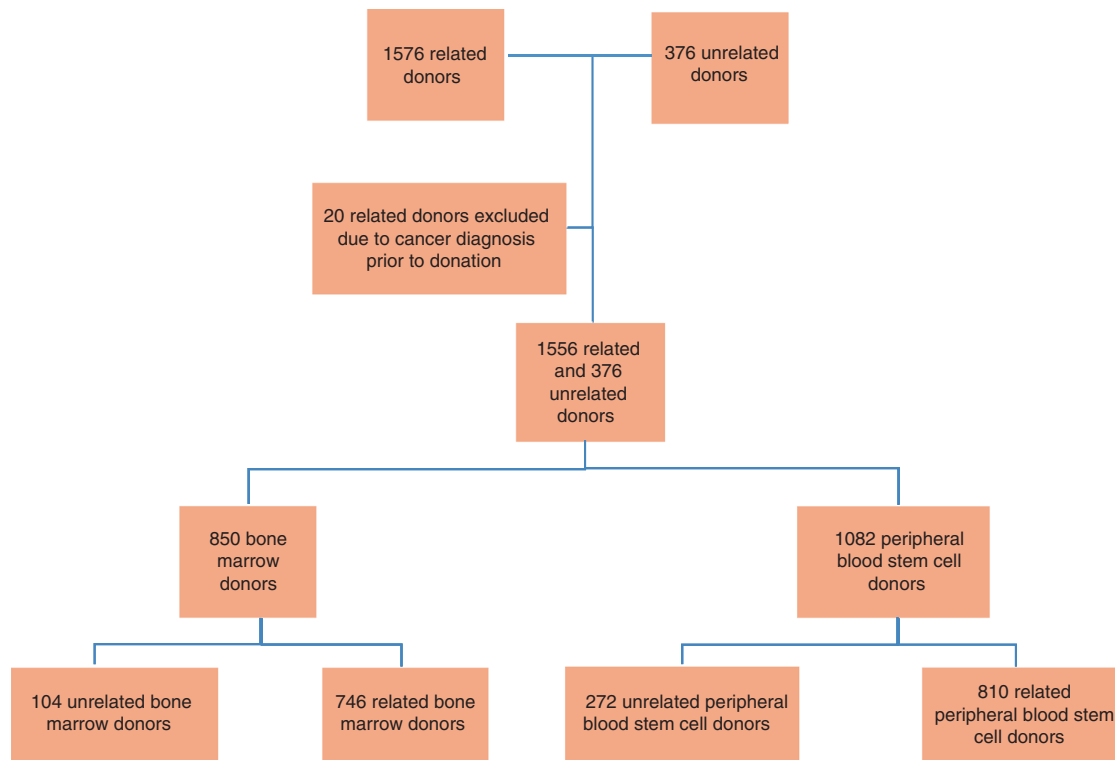 1576 related
donors
376 unrelated
donors
20 related donors excluded
due to cancer diagnosis
prior to donation
1556 related
and 376
unrelated
donors
850 bone
marrow
donors
1082 peripheral
blood stem cell
donors
104 unrelated bone
marrow donors
746 related bone
marrow donors
272 unrelated peripheral
blood stem cell donors
810 related
peripheral blood stem
cell donors